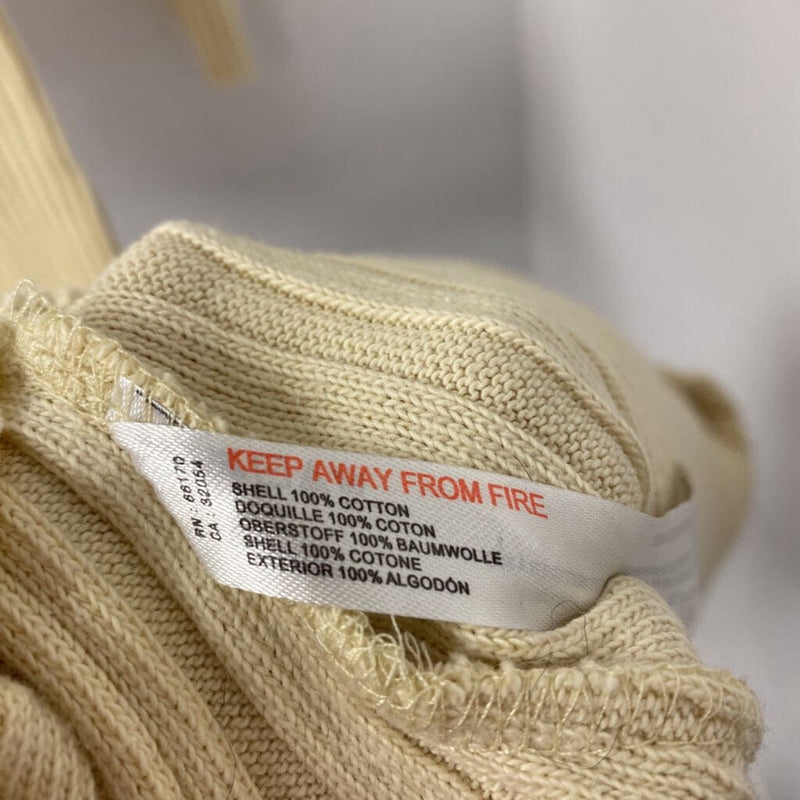 RN : 66170
CA : 32054
KEEP AWAY FROM FIRE
SHELL 100% COTTON
DOQUILLE 100% COTON
OBERSTOFF 100% BAUMWOLLE
SHELL 100% COTONE
EXTERIOR 100% ALGODÓN